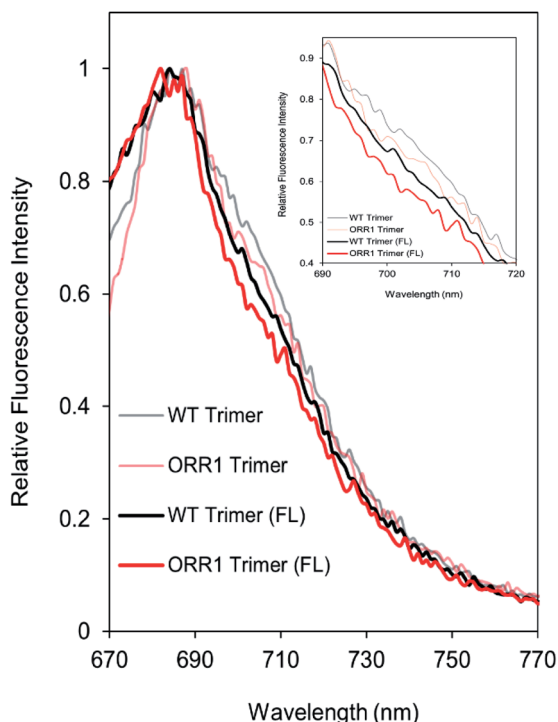 Relative Fluorescence Intensity
1
0.8
0.6
0.4
0.2
0
670
690
710
730
750
770
Wavelength (nm)
WT Trimer
ORR1 Trimer
WT Trimer (FL)
ORR1 Trimer (FL)
Relative Fluorescence Intensity
0.9
0.8
0.7
0.6
0.5
0.4
WT Trimer
ORR1 Trimer
WT Trimer (FL)
ORR1 Trimer (FL)
690
700
710
720
Wavelength (nm)